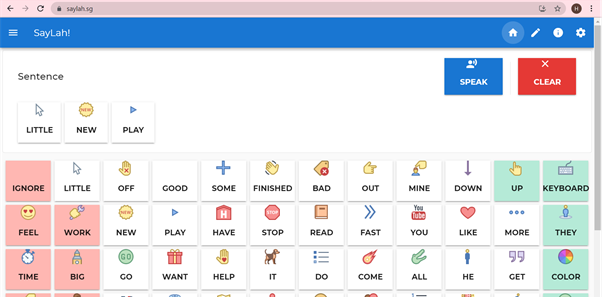 saylah.sg
H
SayLah!
Sentence
SPEAK
CLEAR
LITTLE NEW PLAY
IGNORE LITTLE OFF GOOD SOME FINISHED BAD OUT MINE DOWN UP KEYBOARD
FEEL WORK NEW PLAY HAVE STOP READ FAST YOU LIKE MORE THEY
TIME BIG GO WANT HELP IT DO COME ALL HE GET COLOR